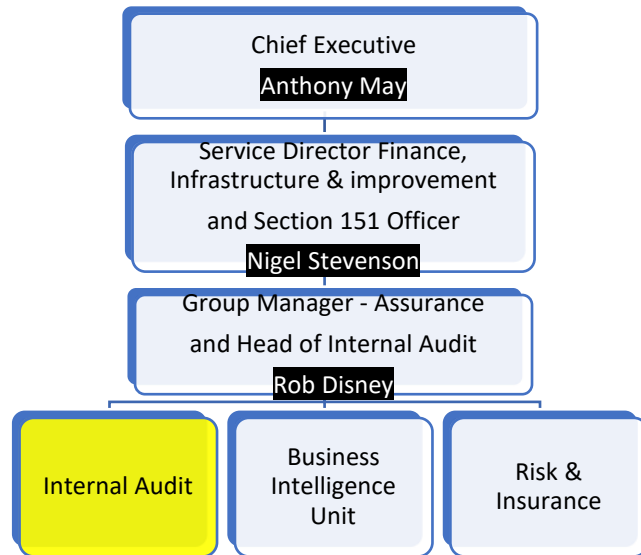 Chief Executive
Anthony May
Service Director Finance,
Infrastructure & improvement
and Section 151 Officer
Nigel Stevenson
Group Manager - Assurance
and Head of Internal Audit
Rob Disney
Internal Audit
Business
Intelligence
Unit
Risk &
Insurance